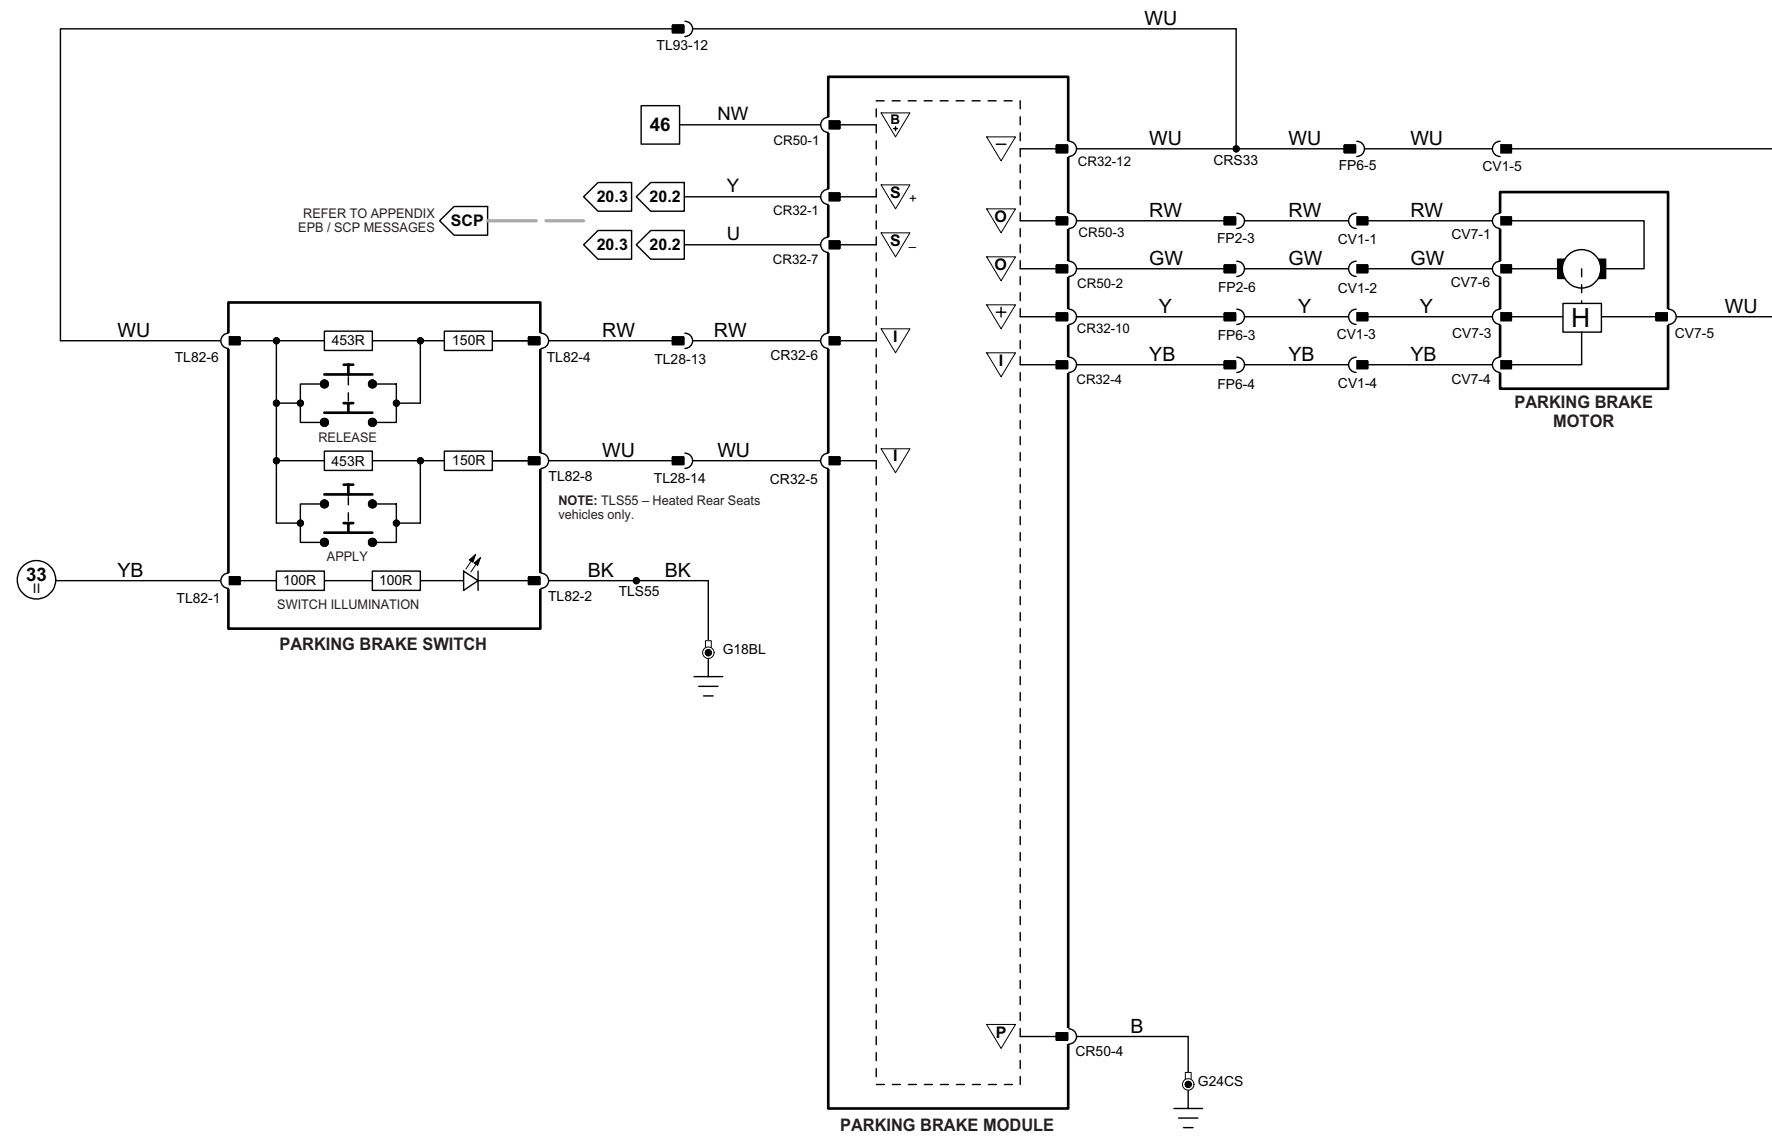 WU
TL93-12
46
NW
CR50-1
B
+
–
CR32-12
WU
CRS33
WU
FP6-5
WU
CV1-5
REFER TO APPENDIX
EPB / SCP MESSAGES
SCP
20.3
20.2
Y
CR32-1
S
+
20.3
20.2
U
CR32-7
S
–
O
CR50-3
RW
FP2-3
RW
CV1-1
RW
CV7-1
O
CR50-2
GW
FP2-6
GW
CV1-2
GW
CV7-6
+
CR32-10
Y
FP6-3
Y
CV1-3
Y
CV7-3
H
CV7-5
WU
I
CR32-4
YB
FP6-4
YB
CV1-4
YB
CV7-4
PARKING BRAKE
MOTOR
WU
TL82-6
453R
150R
TL82-4
RW
TL28-13
RW
CR32-6
I
RELEASE
453R
150R
TL82-8
WU
TL28-14
WU
CR32-5
I
NOTE: TLS55 – Heated Rear Seats
vehicles only.
APPLY
33
II
YB
TL82-1
100R
100R
SWITCH ILLUMINATION
TL82-2
BK
TLS55
BK
G18BL
PARKING BRAKE SWITCH
P
CR50-4
B
G24CS
PARKING BRAKE MODULE